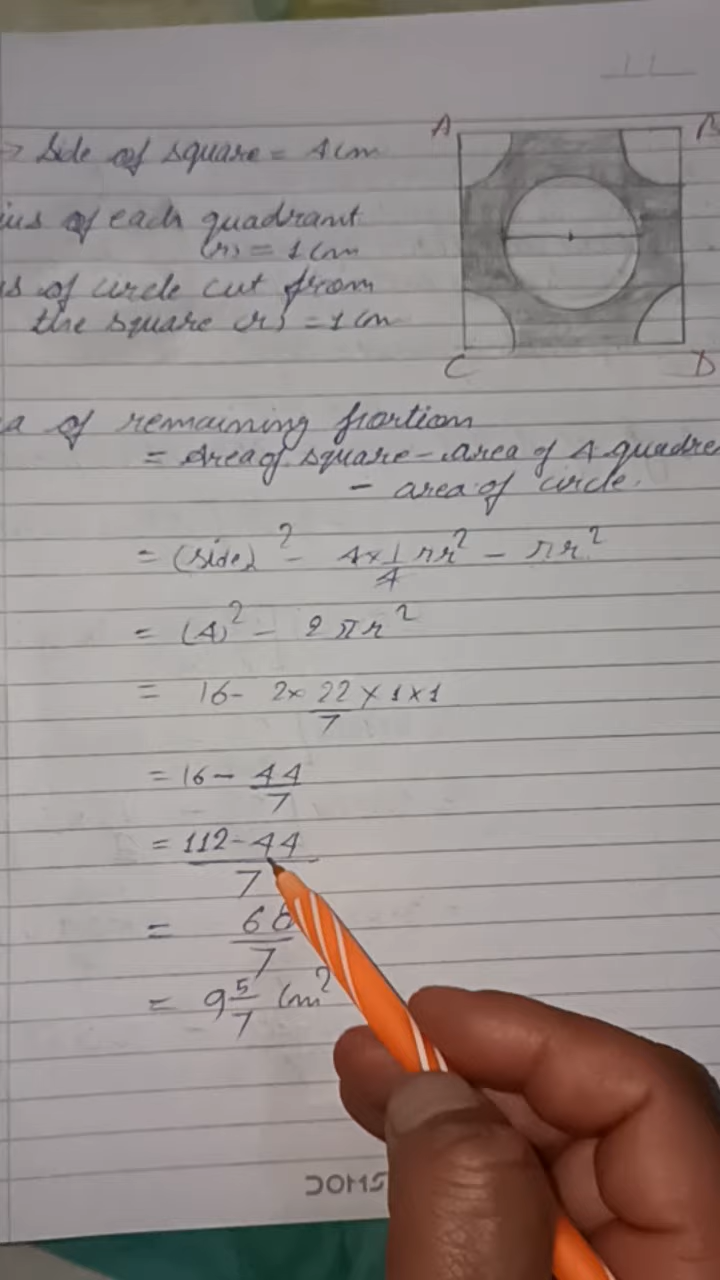 Side of square = 4 cm
A B
ius of each quadrant
(r) = 1 cm
s of circle cut from
the square (r) = 1 cm
C D
a of remaining portion
= Area of square - area of 4 quadra
- area of circle.
= (side)² - 4×1/4 πr² - πr²
= (4)² - 2πr²
= 16 - 2× 22/7 ×1×1
= 16 - 44/7
= 112-44/7
= 68/7
= 9 5/7 cm²
DOMS